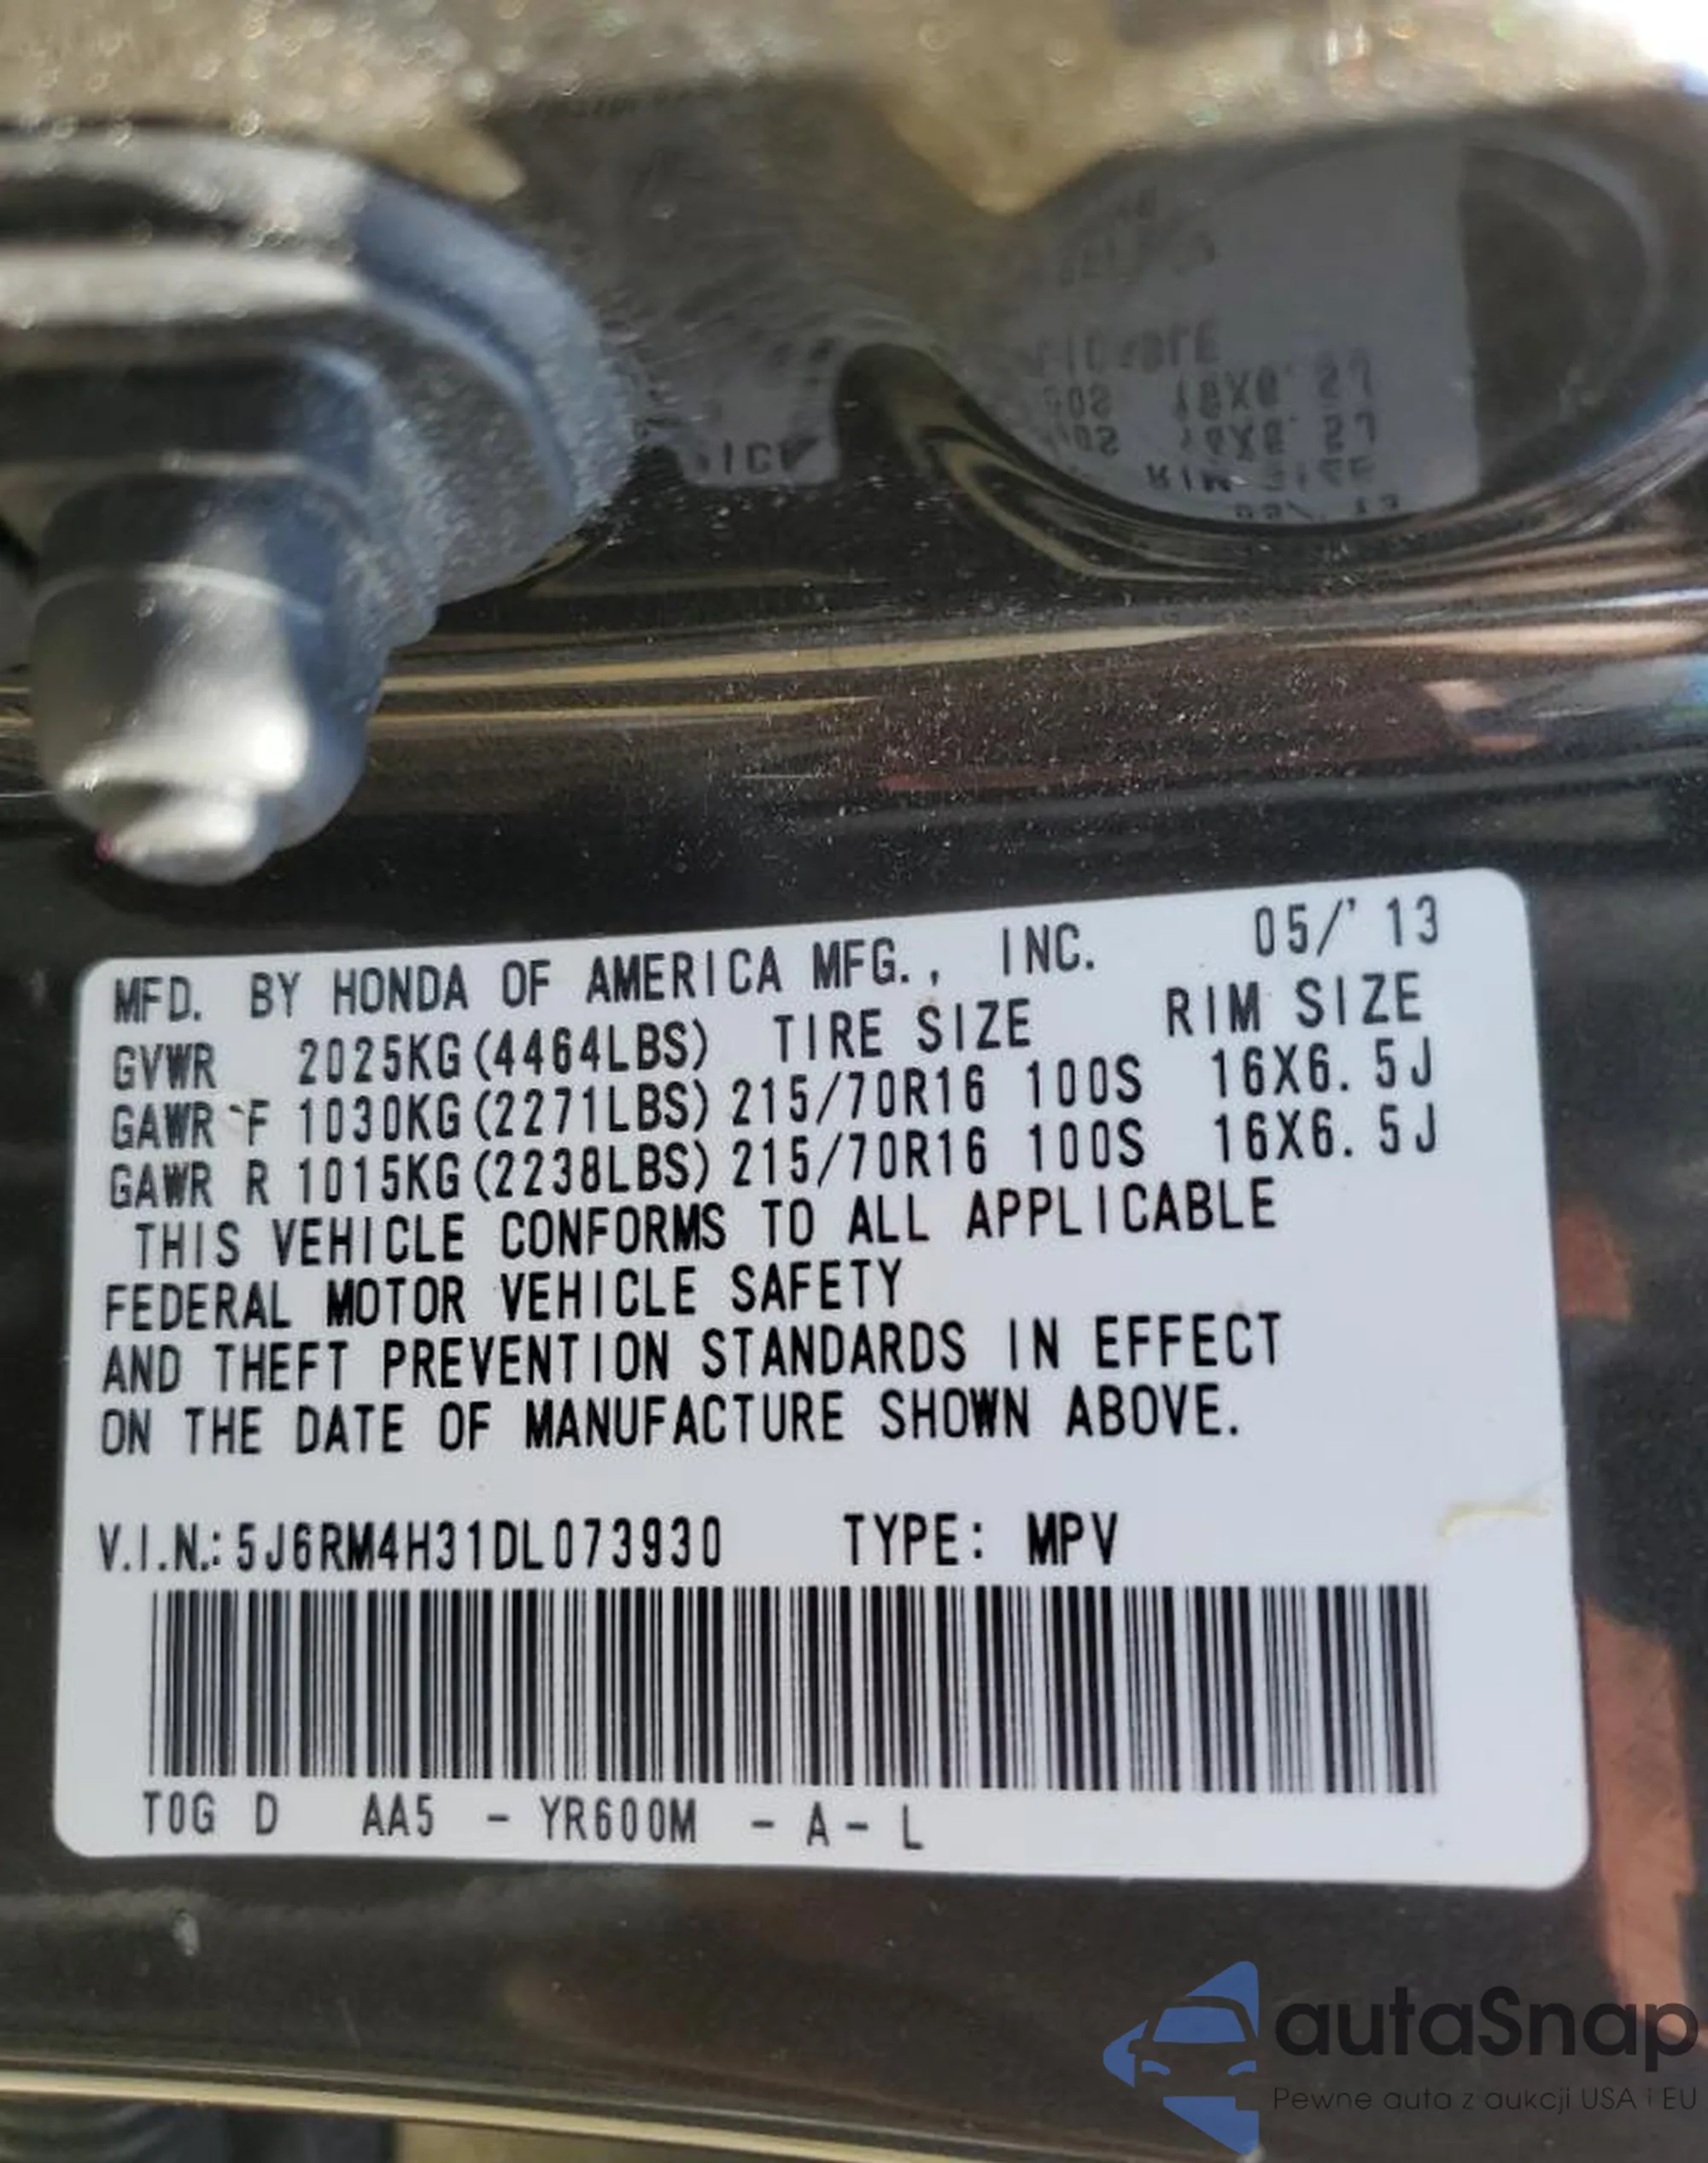 MFD. BY HONDA OF AMERICA MFG., INC. 05/'13
GVWR 2025KG(4464LBS) TIRE SIZE RIM SIZE
GAWR F 1030KG(2271LBS) 215/70R16 100S 16X6.5J
GAWR R 1015KG(2238LBS) 215/70R16 100S 16X6.5J
THIS VEHICLE CONFORMS TO ALL APPLICABLE
FEDERAL MOTOR VEHICLE SAFETY
AND THEFT PREVENTION STANDARDS IN EFFECT
ON THE DATE OF MANUFACTURE SHOWN ABOVE.
V.I.N.: 5J6RM4H31DL073930 TYPE: MPV
TOG D AA5 - YR600M - A - L
autaSnap
Pewne auta z aukcji USA i EU